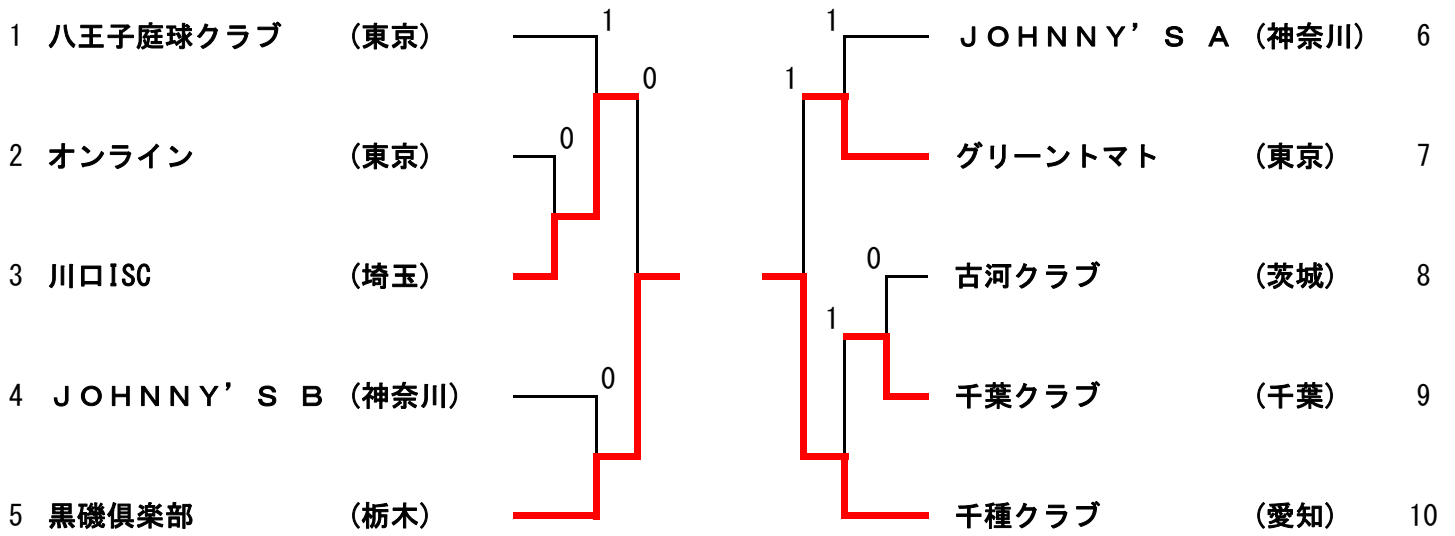 1 八王子庭球クラブ (東京) 1
1 JOHNNY'S A (神奈川) 6
0
1
2 オンライン (東京) 0
グリーントマト (東京) 7
3 川口ISC (埼玉)
0 古河クラブ (茨城) 8
1
4 JOHNNY'S B (神奈川) 0
千葉クラブ (千葉) 9
5 黒磯倶楽部 (栃木)
千種クラブ (愛知) 10